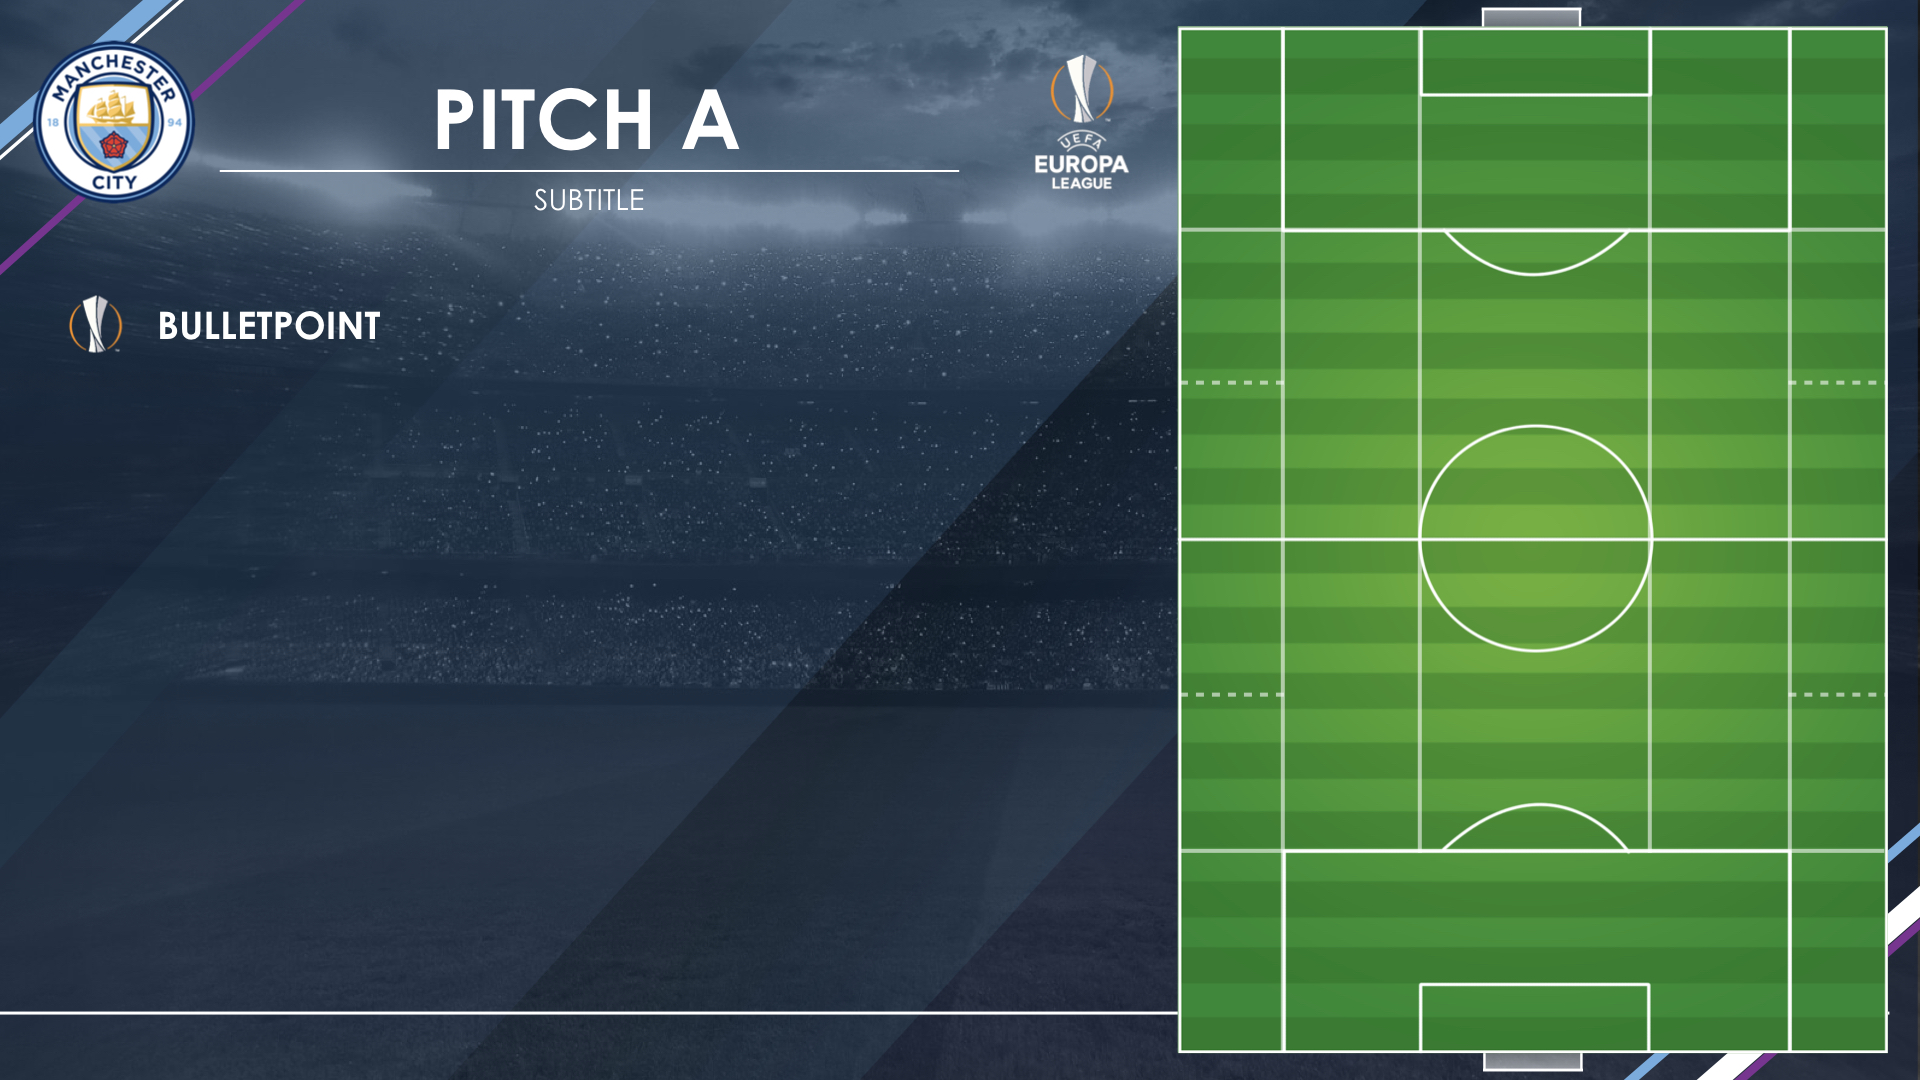 MANCHESTER
18 94
CITY
PITCH A
SUBTITLE
UEFA
EUROPA
LEAGUE
BULLETPOINT